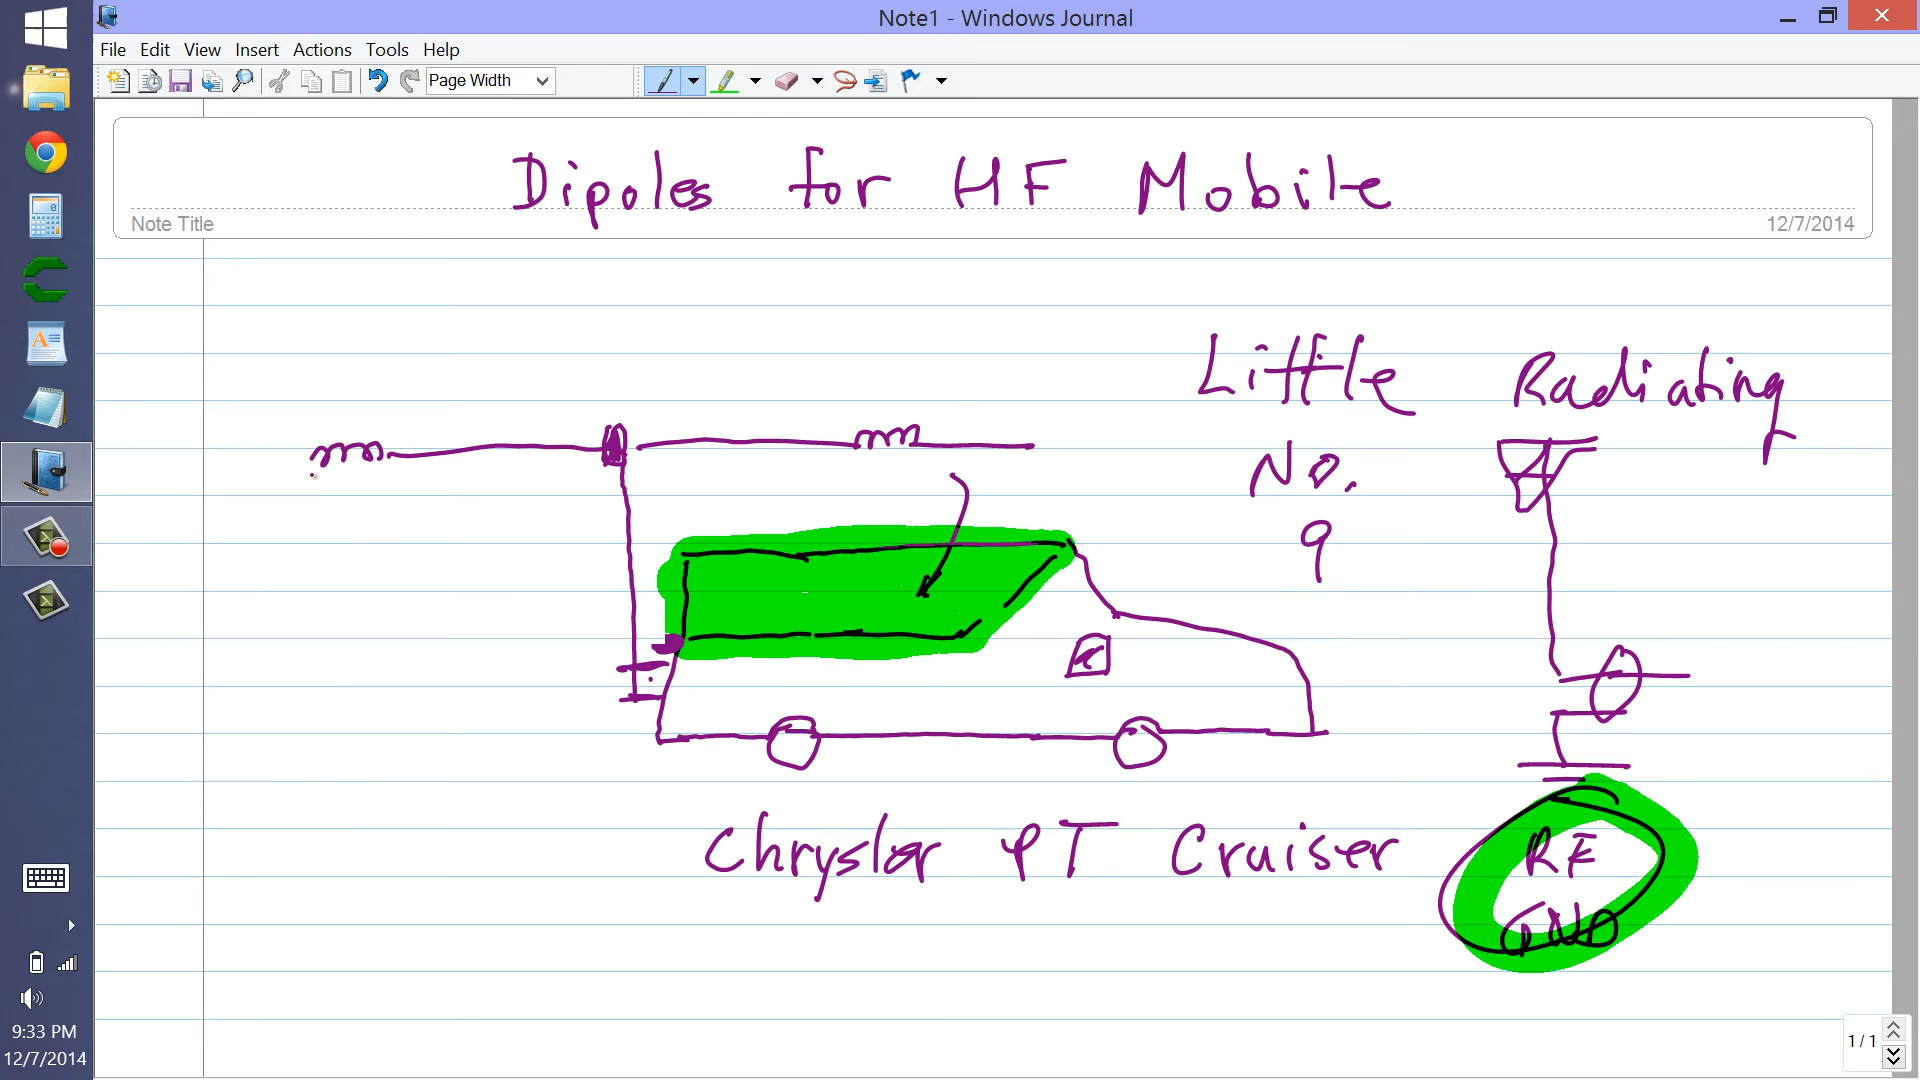 Note1 - Windows Journal
File Edit View Insert Actions Tools Help
Page Width
Dipoles for HF Mobile
Note Title
12/7/2014
Little
No.
9
Radiating
Chrysler PT Cruiser
RF
GND
1 / 1
9:33 PM
12/7/2014